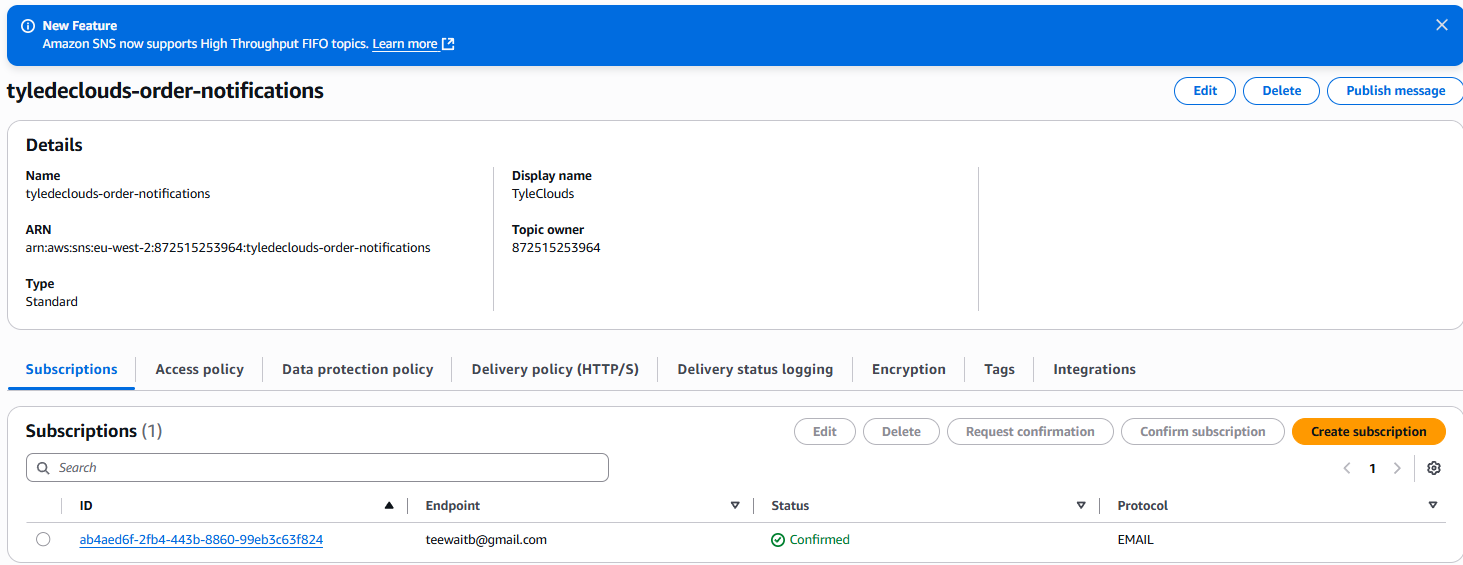 New Feature
Amazon SNS now supports High Throughput FIFO topics. Learn more
tyledeclouds-order-notifications
Edit
Delete
Publish message
Details
Name
tyledeclouds-order-notifications
ARN
arn:aws:sns:eu-west-2:872515253964:tyledeclouds-order-notifications
Type
Standard
Display name
TyleClouds
Topic owner
872515253964
Subscriptions
Access policy
Data protection policy
Delivery policy (HTTP/S)
Delivery status logging
Encryption
Tags
Integrations
Subscriptions (1)
Edit
Delete
Request confirmation
Confirm subscription
Create subscription
Search
1
ID
Endpoint
Status
Protocol
ab4aed6f-2fb4-443b-8860-99eb3c63f824
teewaitb@gmail.com
Confirmed
EMAIL